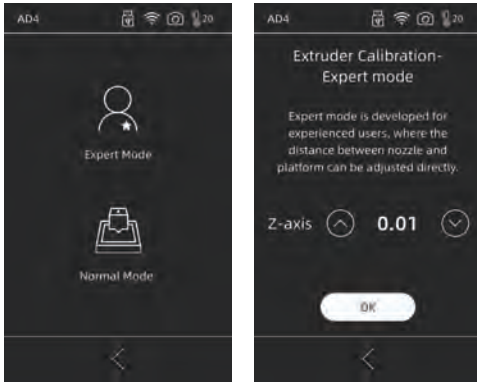 AD4
20
Expert Mode
Normal Mode
AD4
20
Extruder Calibration-
Expert mode
Expert mode is developed for
experienced users, where the
distance between nozzle and
platform can be adjusted directly.
Z-axis 0.01
OK